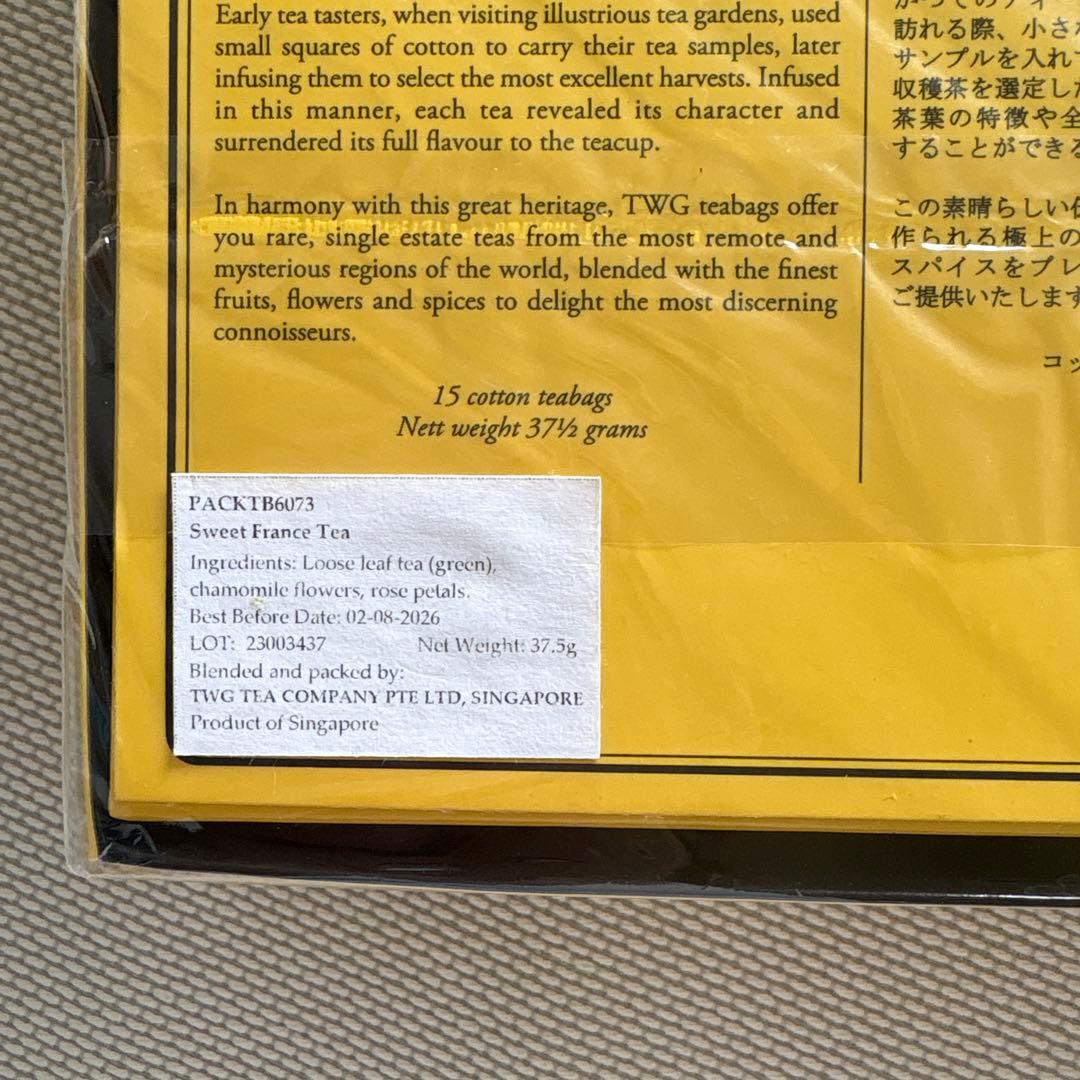 Early tea tasters, when visiting illustrious tea gardens, used
small squares of cotton to carry their tea samples, later
infusing them to select the most excellent harvests. Infused
in this manner, each tea revealed its character and
surrendered its full flavour to the teacup.
In harmony with this great heritage, TWG teabags offer
you rare, single estate teas from the most remote and
mysterious regions of the world, blended with the finest
fruits, flowers and spices to delight the most discerning
connoisseurs.
15 cotton teabags
Nett weight 37½ grams
PACKTB6073
Sweet France Tea
Ingredients: Loose leaf tea (green),
chamomile flowers, rose petals.
Best Before Date: 02-08-2026
LOT: 23003437 Net Weight: 37.5g
Blended and packed by:
TWG TEA COMPANY PTE LTD, SINGAPORE
Product of Singapore
訪れる際、小さ
サンプルを入れ
収穫茶を選定し
茶葉の特徴や全
することができる
この素晴らしい
作られる極上の
スパイスをブレ
ご提供いたします
コッ